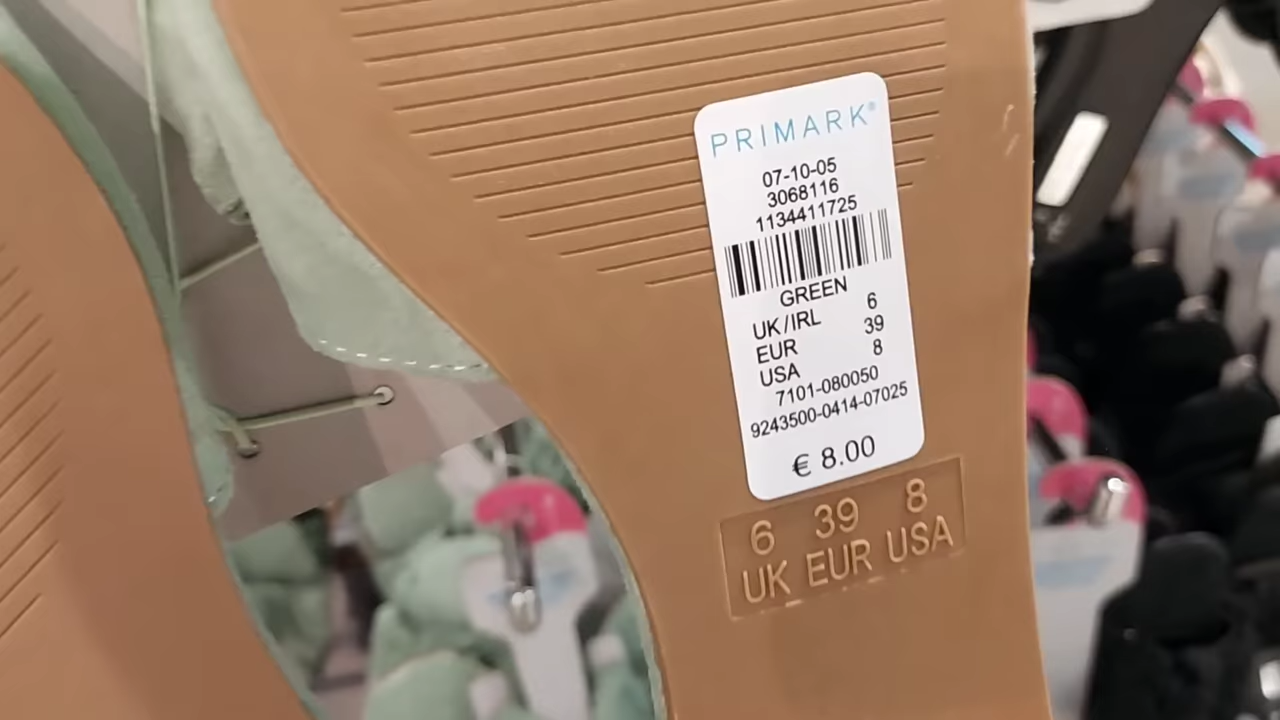 PRIMARK®
07-10-05
3068116
1134411725
GREEN
UK/IRL 6
EUR 39
USA 8
7101-080050
9243500-0414-07025
€ 8.00
6 39 8
UK EUR USA